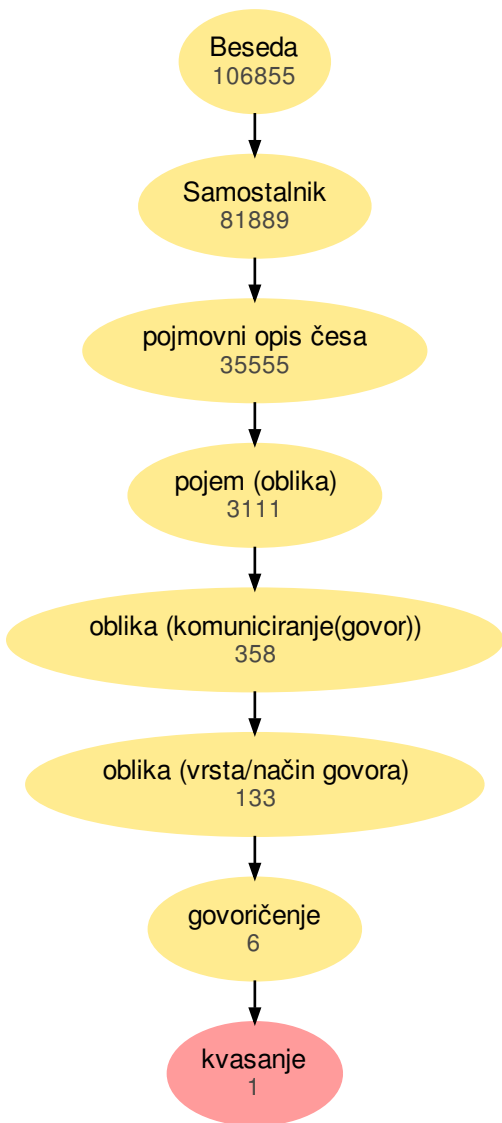 Beseda
106855
Samostalnik
81889
pojmovni opis česa
35555
pojem (oblika)
3111
oblika (komuniciranje(govor))
358
oblika (vrsta/način govora)
133
govoričenje
6
kvasanje
1